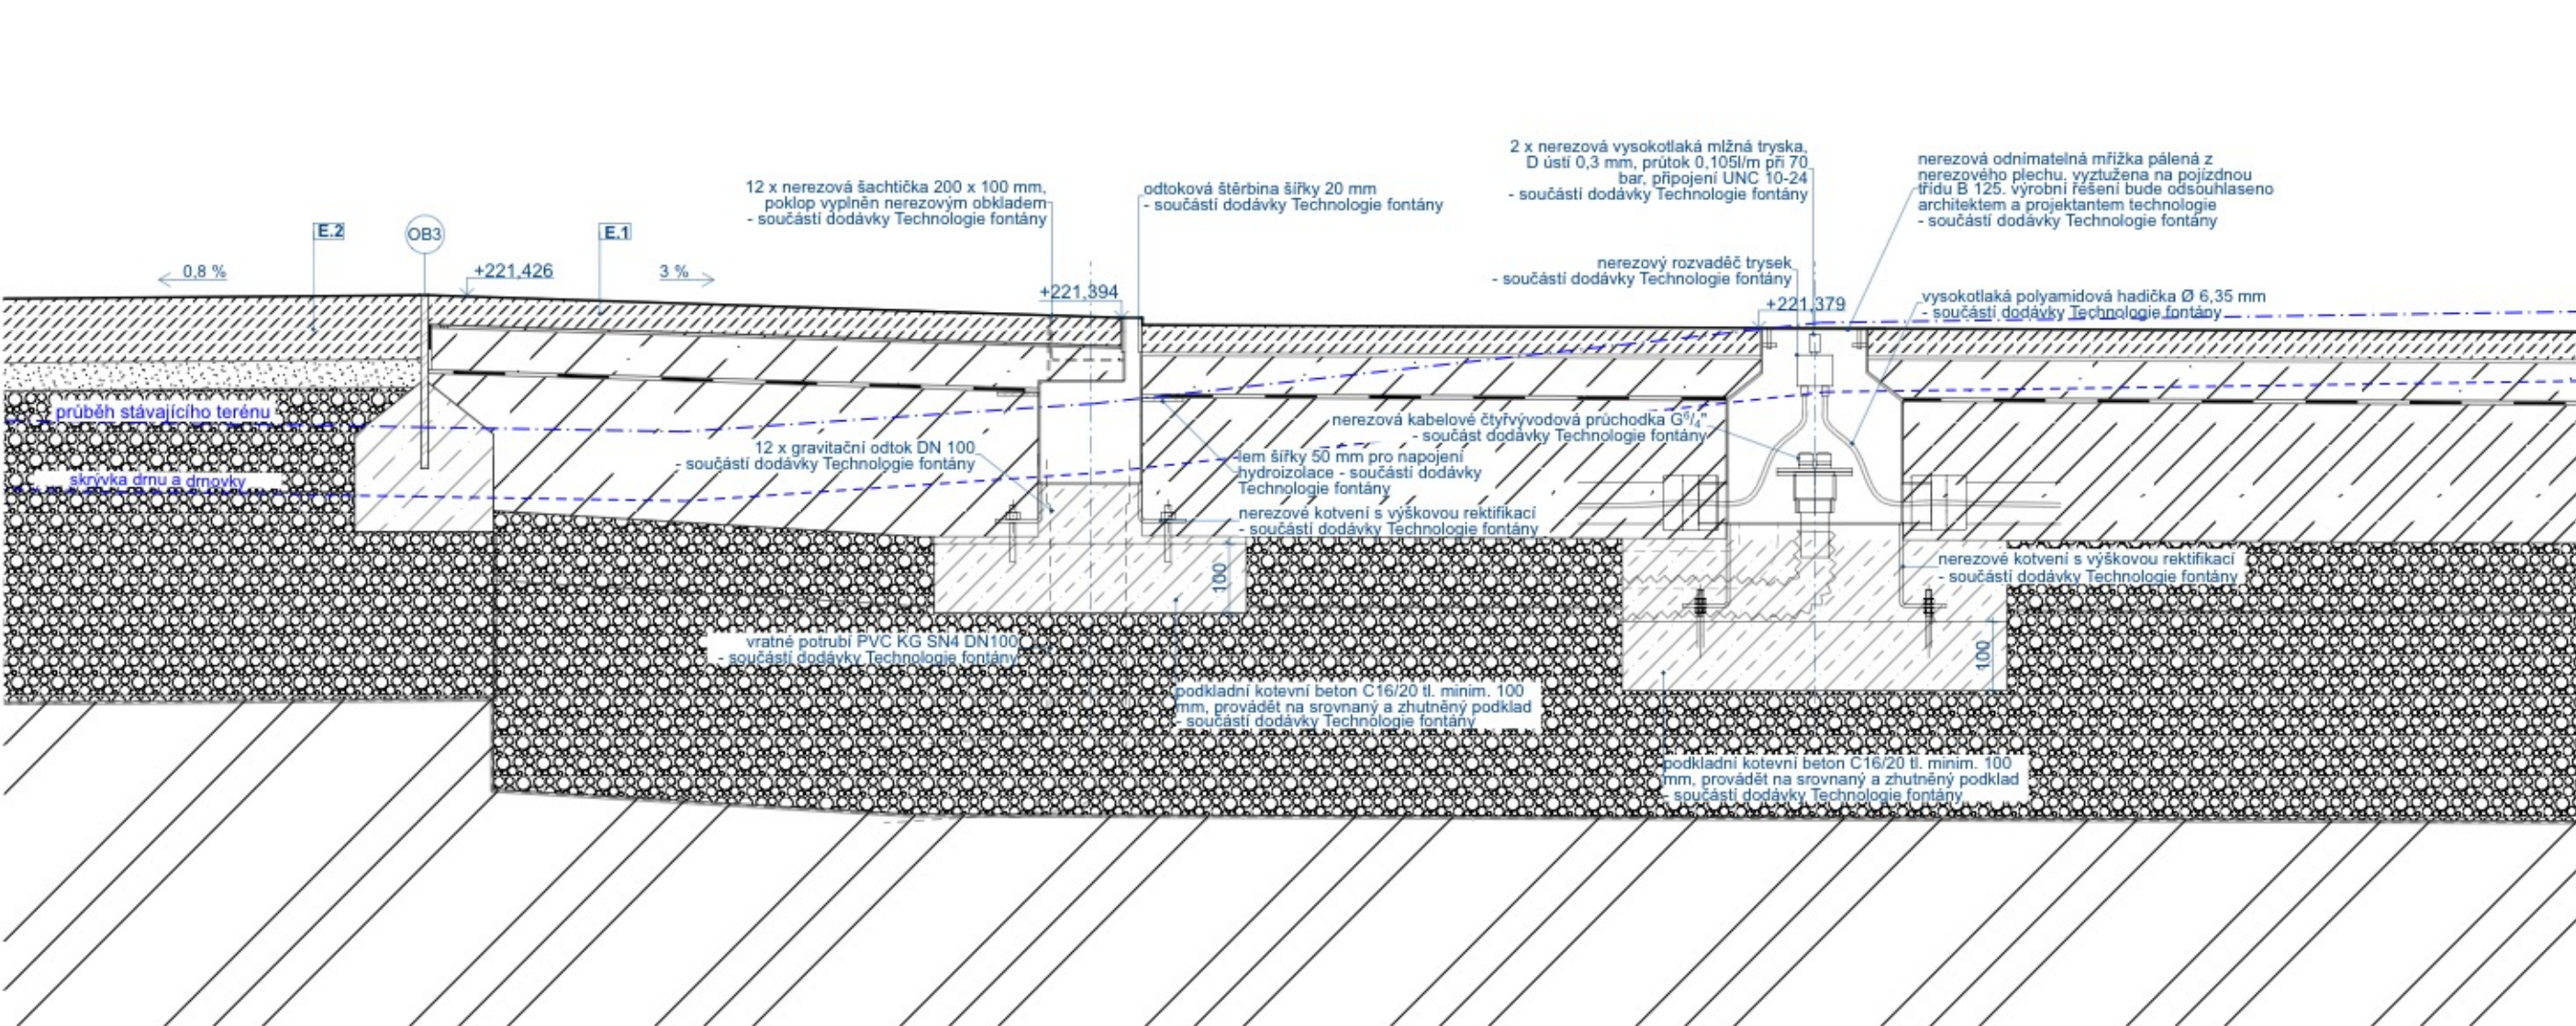 2 x nerezová vysokotlaká mlžná tryska,
D ústí 0,3 mm, průtok 0,105l/m při 70
bar, připojení UNC 10-24
- součástí dodávky Technologie fontány
nerezová odnímatelná mřížka pálená z
nerezového plechu. vyztužena na pojízdnou
třídu B 125. výrobní řešení bude odsouhlaseno
architektem a projektantem technologie
- součástí dodávky Technologie fontány
12 x nerezová šachtička 200 x 100 mm,
poklop vyplněn nerezovým obkladem
- součástí dodávky Technologie fontány
odtoková štěrbina šířky 20 mm
- součástí dodávky Technologie fontány
E.2
OB3
E.1
0,8 %
+221,426
3 %
+221,394
nerezový rozvaděč trysek
- součástí dodávky Technologie fontány
+221,379
vysokotlaká polyamidová hadička Ø 6,35 mm
- součástí dodávky Technologie fontány
průběh stávajícího terénu
nerezová kabelové čtyřvývodová průchodka G⁶/₄"
- součást dodávky Technologie fontány
12 x gravitační odtok DN 100
- součástí dodávky Technologie fontány
lem šířky 50 mm pro napojení
hydroizolace - součástí dodávky
Technologie fontány
skrývka drnu a drnovky
nerezové kotvení s výškovou rektifikací
- součástí dodávky Technologie fontány
nerezové kotvení s výškovou rektifikací
- součástí dodávky Technologie fontány
100
vratné potrubí PVC KG SN4 DN100
- součástí dodávky Technologie fontány
100
podkladní kotevní beton C16/20 tl. minim. 100
mm, provádět na srovnaný a zhutněný podklad
- součástí dodávky Technologie fontány
podkladní kotevní beton C16/20 tl. minim. 100
mm, provádět na srovnaný a zhutněný podklad
- součástí dodávky Technologie fontány